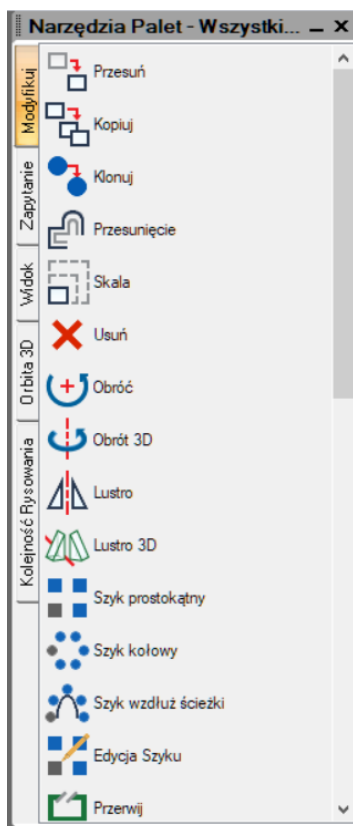 Narzędzia Palet - Wszystki...
Modyfikuj
Zapytanie
Widok
Orbita 3D
Kolejność Rysowania
Przesuń
Kopiuj
Klonuj
Przesunięcie
Skala
Usuń
Obróć
Obrót 3D
Lustro
Lustro 3D
Szyk prostokątny
Szyk kołowy
Szyk wzdłuż ścieżki
Edycja Szyku
Przerwij